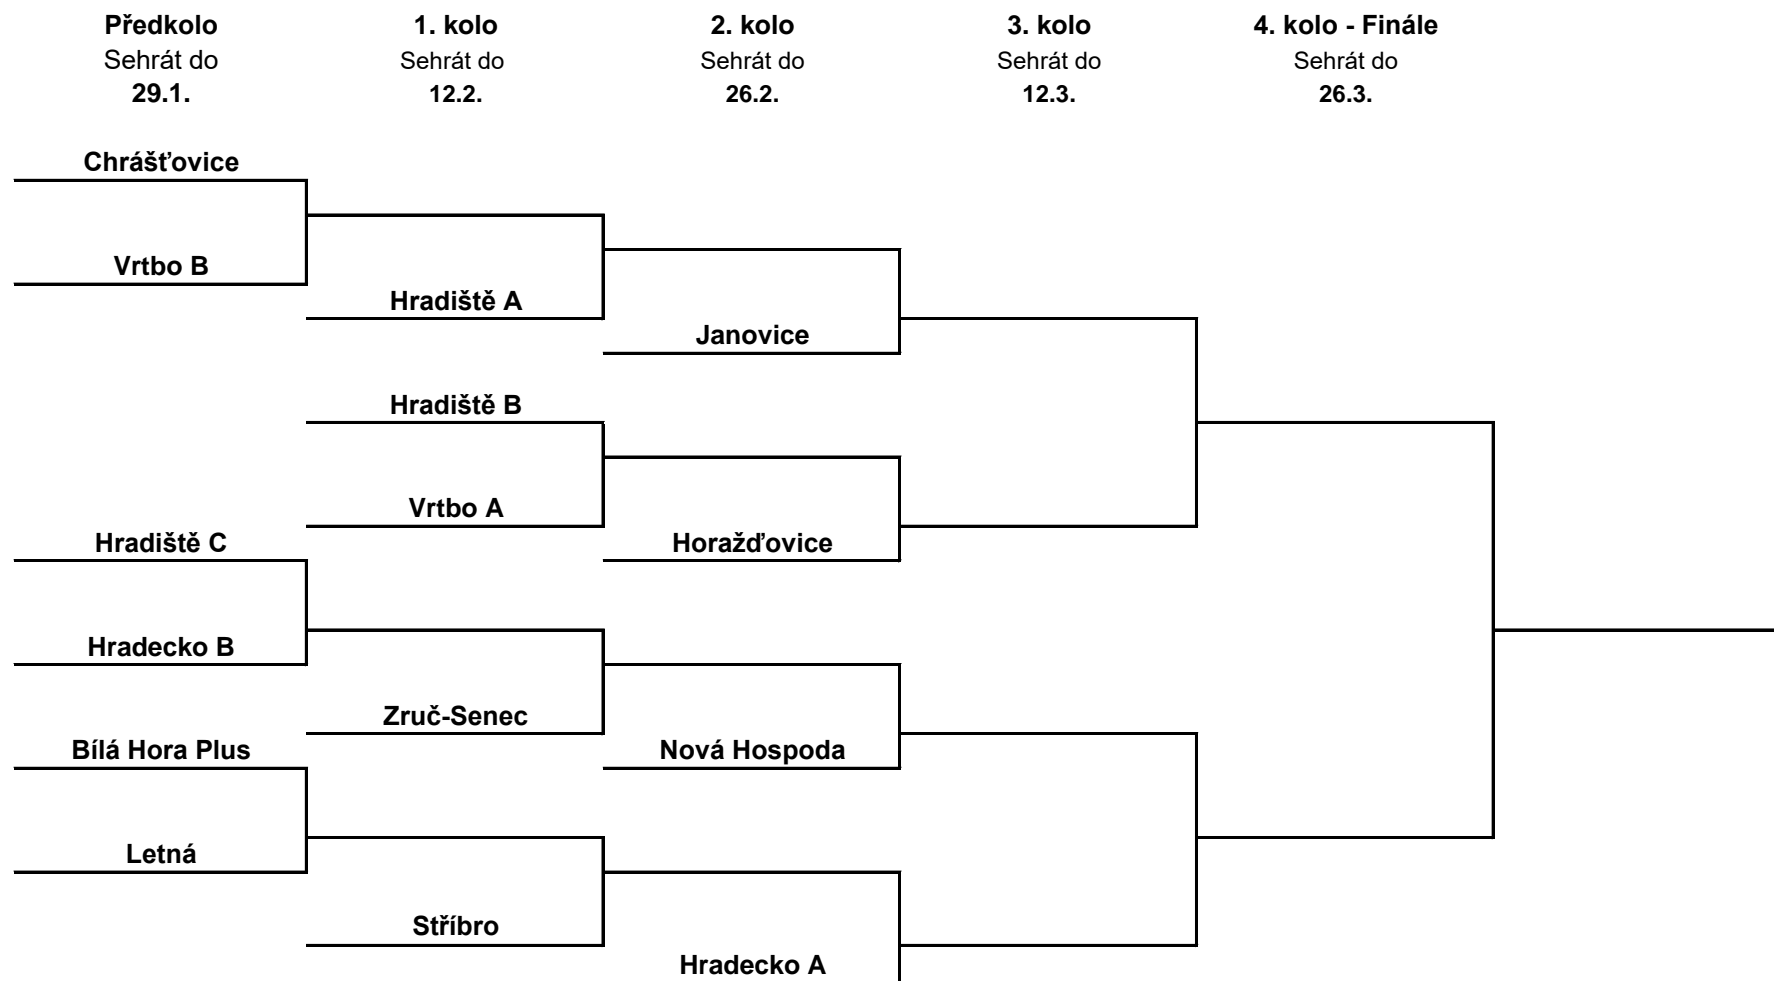 Předkolo 1. kolo 2. kolo 3. kolo 4. kolo - Finále
Sehrát do Sehrát do Sehrát do Sehrát do Sehrát do
29.1. 12.2. 26.2. 12.3. 26.3.
Chrášťovice
Vrtbo B
Hradiště A
Janovice
Hradiště B
Vrtbo A
Hradiště C Horažďovice
Hradecko B
Zruč-Senec
Bílá Hora Plus Nová Hospoda
Letná
Stříbro
Hradecko A